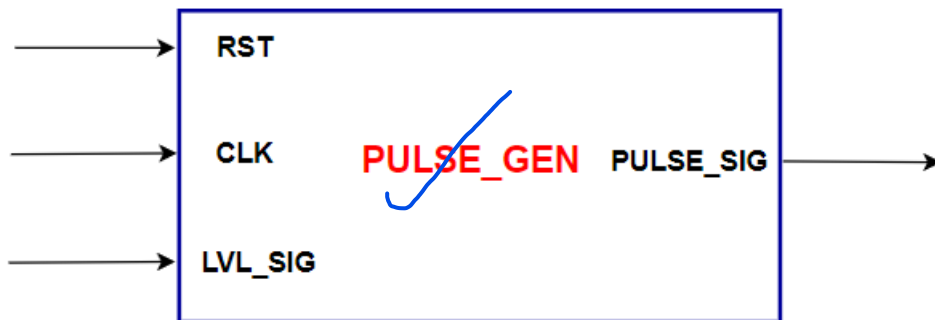 RST
CLK
PULSE_GEN
PULSE_SIG
LVL_SIG